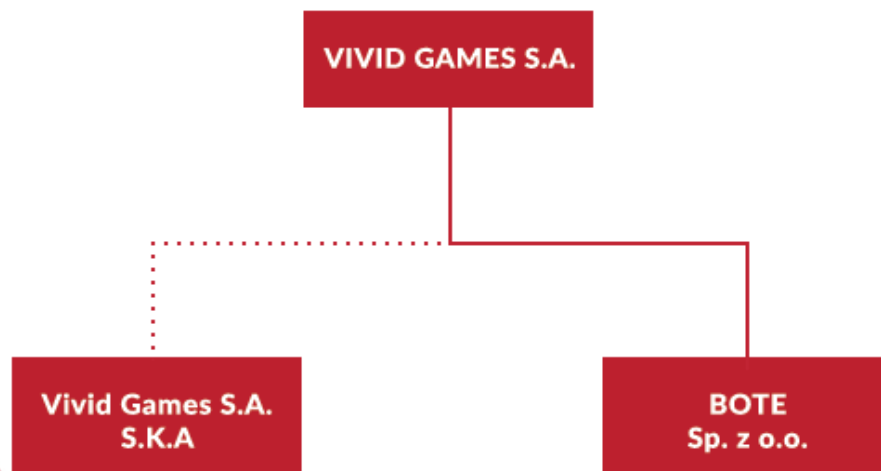 VIVID GAMES S.A.
Vivid Games S.A.
S.K.A
BOTE
Sp. z o.o.